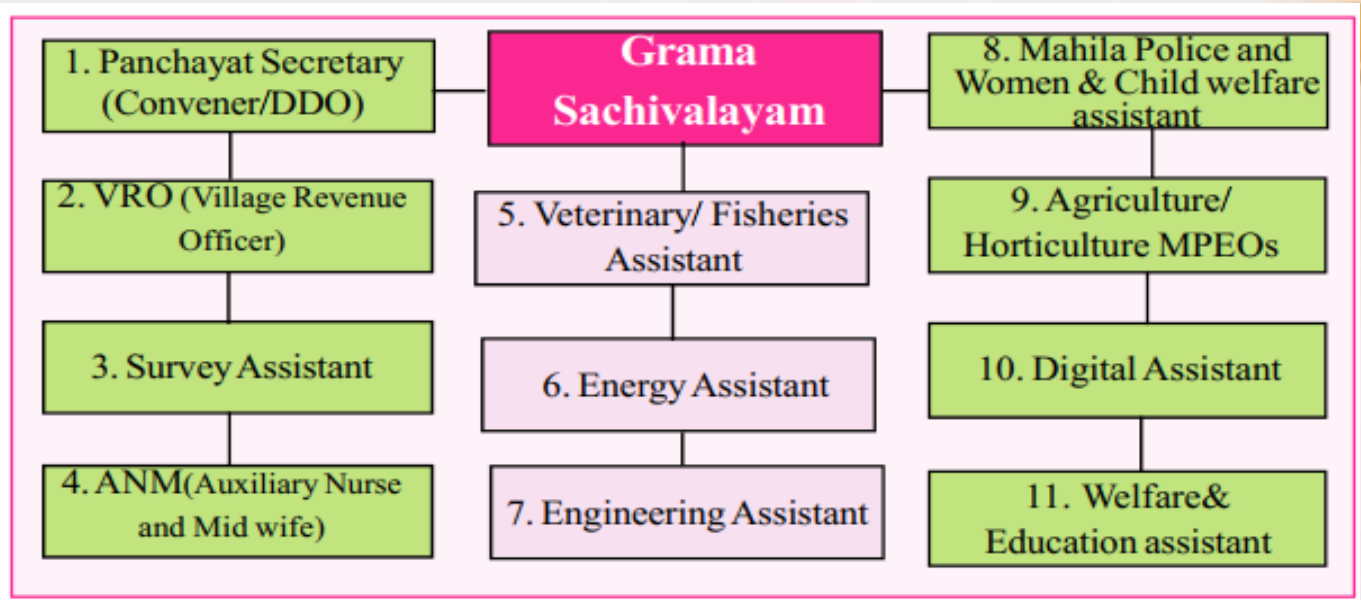 Grama
Sachivalayam
1. Panchayat Secretary
(Convener/DDO)
2. VRO (Village Revenue
Officer)
3. Survey Assistant
4. ANM(Auxiliary Nurse
and Mid wife)
5. Veterinary/ Fisheries
Assistant
6. Energy Assistant
7. Engineering Assistant
8. Mahila Police and
Women & Child welfare
assistant
9. Agriculture/
Horticulture MPEOs
10. Digital Assistant
11. Welfare&
Education assistant